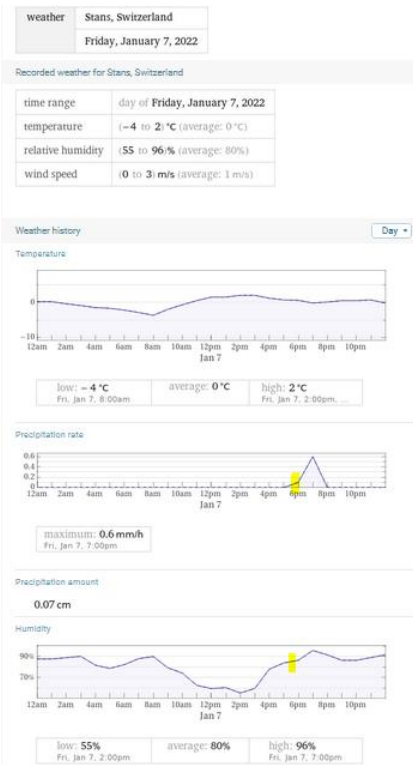 weather Stans, Switzerland
Friday, January 7, 2022
Recorded weather for Stans, Switzerland
time range day of Friday, January 7, 2022
temperature (−4 to 2) °C (average: 0 °C)
relative humidity (55 to 96)% (average: 80%)
wind speed (0 to 3) m/s (average: 1 m/s)
Weather history Day
Temperature
0
−10
12am 2am 4am 6am 8am 10am 12pm 2pm 4pm 6pm 8pm 10pm
Jan 7
low: −4 °C average: 0 °C high: 2 °C
Fri, Jan 7, 8:00am Fri, Jan 7, 2:00pm, ...
Precipitation rate
0.6
0.4
0.2
0
12am 2am 4am 6am 8am 10am 12pm 2pm 4pm 6pm 8pm 10pm
Jan 7
maximum: 0.6 mm/h
Fri, Jan 7, 7:00pm
Precipitation amount
0.07 cm
Humidity
90%
70%
12am 2am 4am 6am 8am 10am 12pm 2pm 4pm 6pm 8pm 10pm
Jan 7
low: 55% average: 80% high: 96%
Fri, Jan 7, 2:00pm Fri, Jan 7, 7:00pm